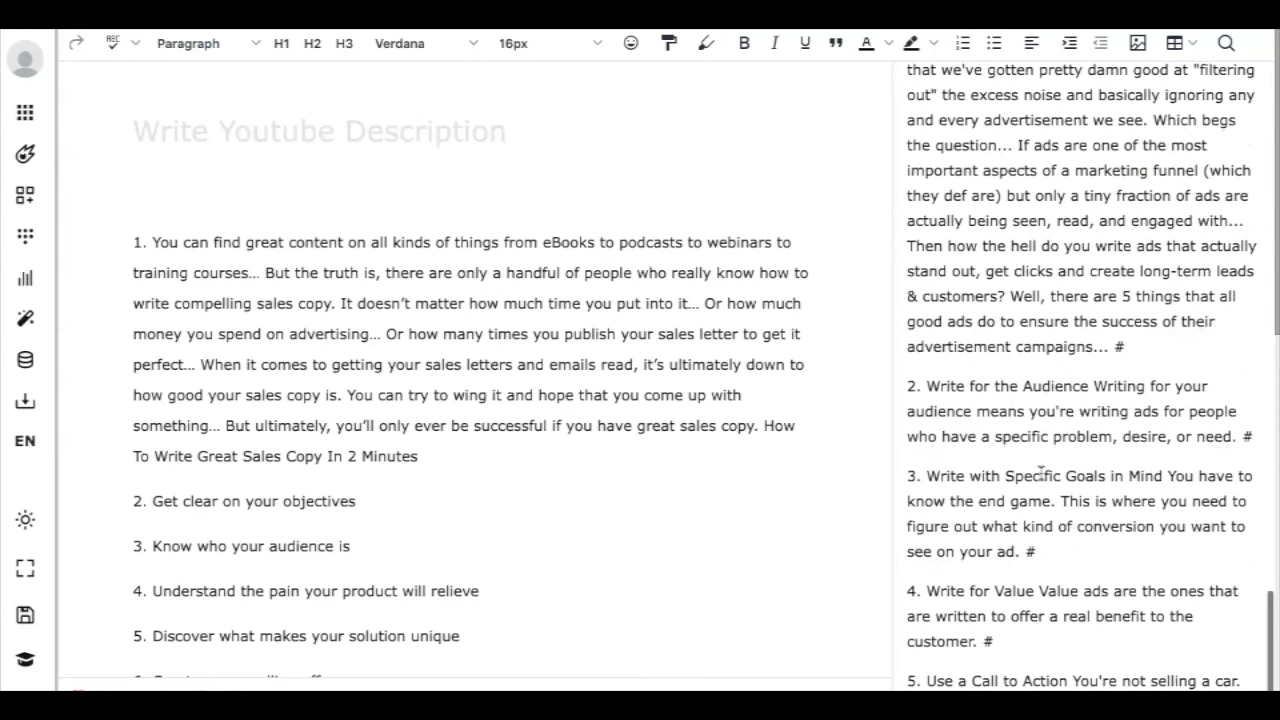 Paragraph H1 H2 H3 Verdana 16px B I U A
EN
Write Youtube Description
1. You can find great content on all kinds of things from eBooks to podcasts to webinars to
training courses… But the truth is, there are only a handful of people who really know how to
write compelling sales copy. It doesn’t matter how much time you put into it… Or how much
money you spend on advertising… Or how many times you publish your sales letter to get it
perfect… When it comes to getting your sales letters and emails read, it’s ultimately down to
how good your sales copy is. You can try to wing it and hope that you come up with
something… But ultimately, you’ll only ever be successful if you have great sales copy. How
To Write Great Sales Copy In 2 Minutes
2. Get clear on your objectives
3. Know who your audience is
4. Understand the pain your product will relieve
5. Discover what makes your solution unique
that we've gotten pretty damn good at "filtering
out" the excess noise and basically ignoring any
and every advertisement we see. Which begs
the question... If ads are one of the most
important aspects of a marketing funnel (which
they def are) but only a tiny fraction of ads are
actually being seen, read, and engaged with...
Then how the hell do you write ads that actually
stand out, get clicks and create long-term leads
& customers? Well, there are 5 things that all
good ads do to ensure the success of their
advertisement campaigns... #
2. Write for the Audience Writing for your
audience means you're writing ads for people
who have a specific problem, desire, or need. #
3. Write with Specific Goals in Mind You have to
know the end game. This is where you need to
figure out what kind of conversion you want to
see on your ad. #
4. Write for Value Value ads are the ones that
are written to offer a real benefit to the
customer. #
5. Use a Call to Action You're not selling a car.